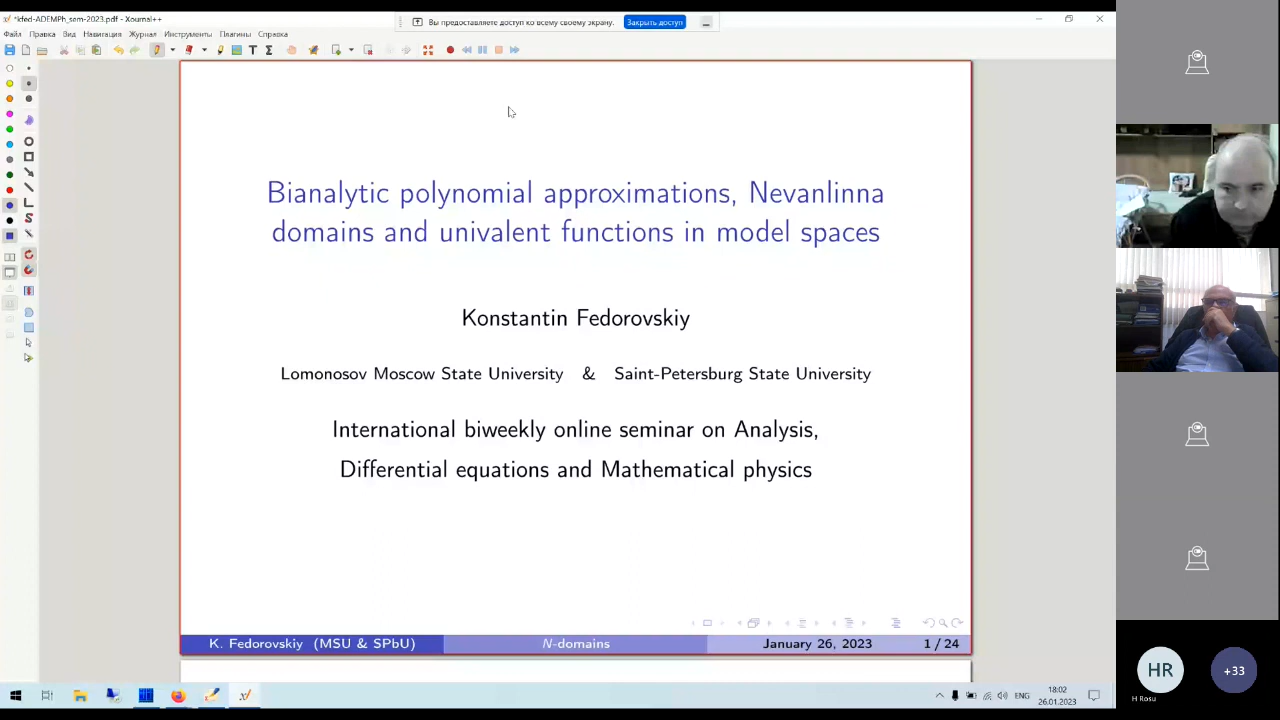 *kfed-ADEMPh_sem-2023.pdf - Xournal++
Вы предоставляете доступ ко всему своему экрану.
Закрыть доступ
Файл Правка Вид Навигация Журнал Инструменты Плагины Справка
Bianalytic polynomial approximations, Nevanlinna
domains and univalent functions in model spaces
Konstantin Fedorovskiy
Lomonosov Moscow State University & Saint-Petersburg State University
International biweekly online seminar on Analysis,
Differential equations and Mathematical physics
K. Fedorovskiy (MSU & SPbU) N-domains January 26, 2023 1 / 24
HR
+33
H Rosu
ENG
18:02
26.01.2023